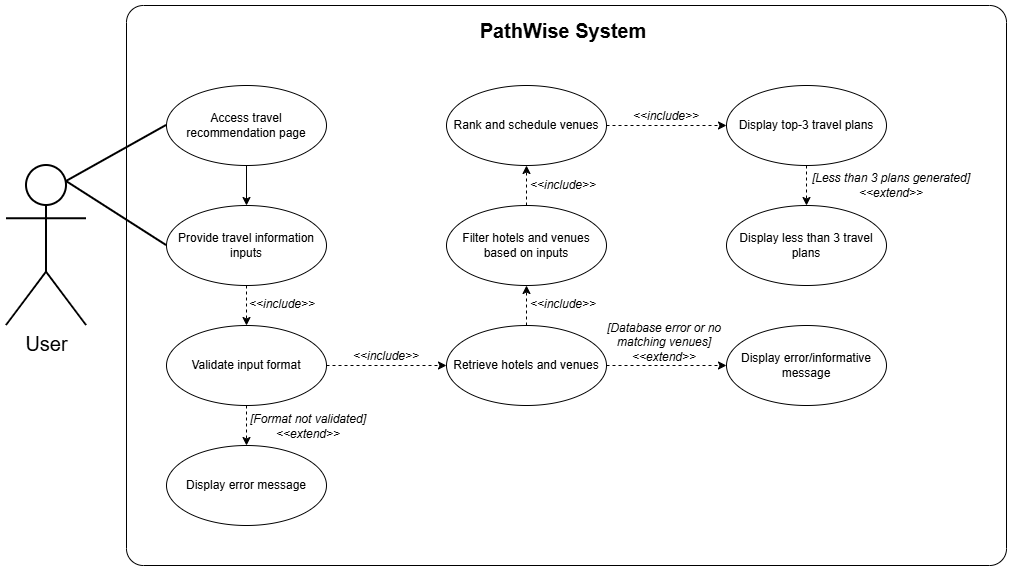 PathWise System
Access travel
recommendation page
Rank and schedule venues
<<include>>
Display top-3 travel plans
[Less than 3 plans generated]
<<extend>>
<<include>>
Provide travel information
inputs
Filter hotels and venues
based on inputs
Display less than 3 travel
plans
<<include>>
<<include>>
User
Validate input format
<<include>>
Retrieve hotels and venues
[Database error or no
matching venues]
<<extend>>
Display error/informative
message
[Format not validated]
<<extend>>
Display error message